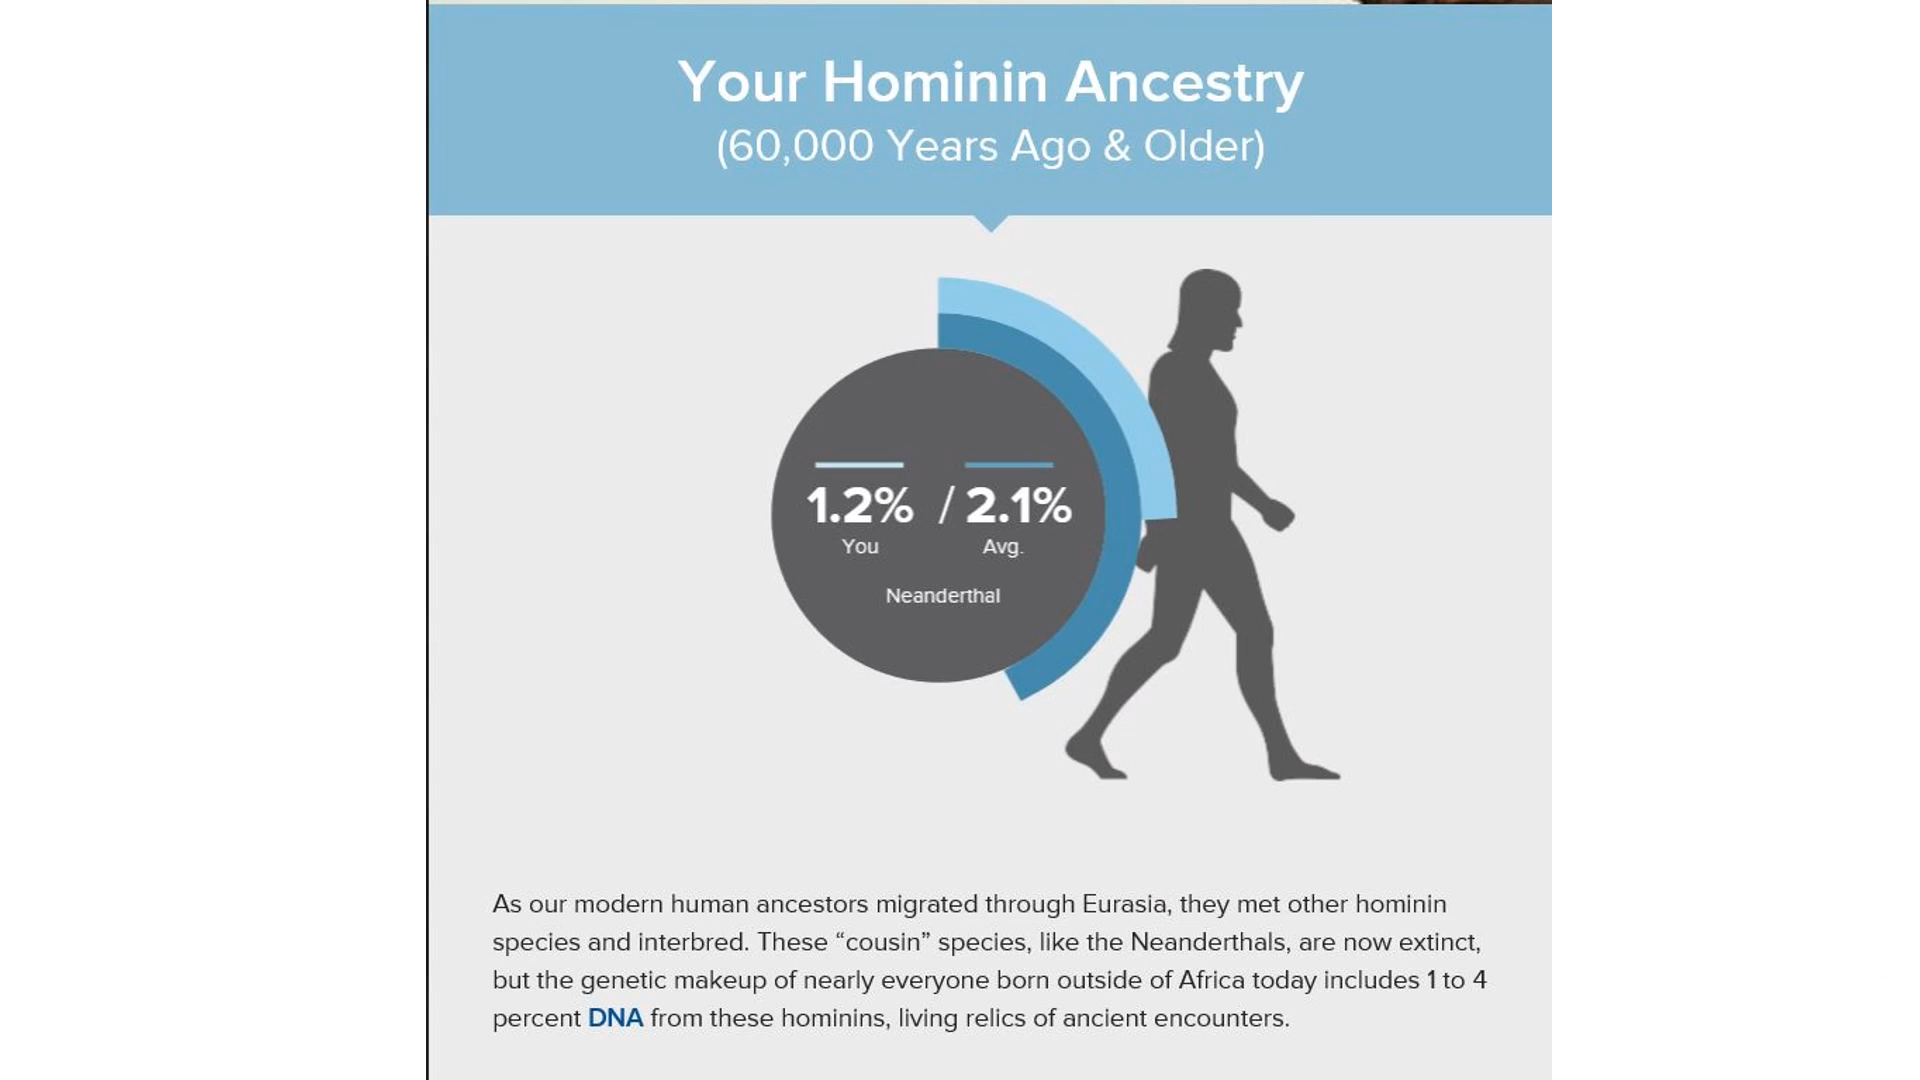 Your Hominin Ancestry
(60,000 Years Ago & Older)
1.2% / 2.1%
You Avg.
Neanderthal
As our modern human ancestors migrated through Eurasia, they met other hominin
species and interbred. These “cousin” species, like the Neanderthals, are now extinct,
but the genetic makeup of nearly everyone born outside of Africa today includes 1 to 4
percent DNA from these hominins, living relics of ancient encounters.